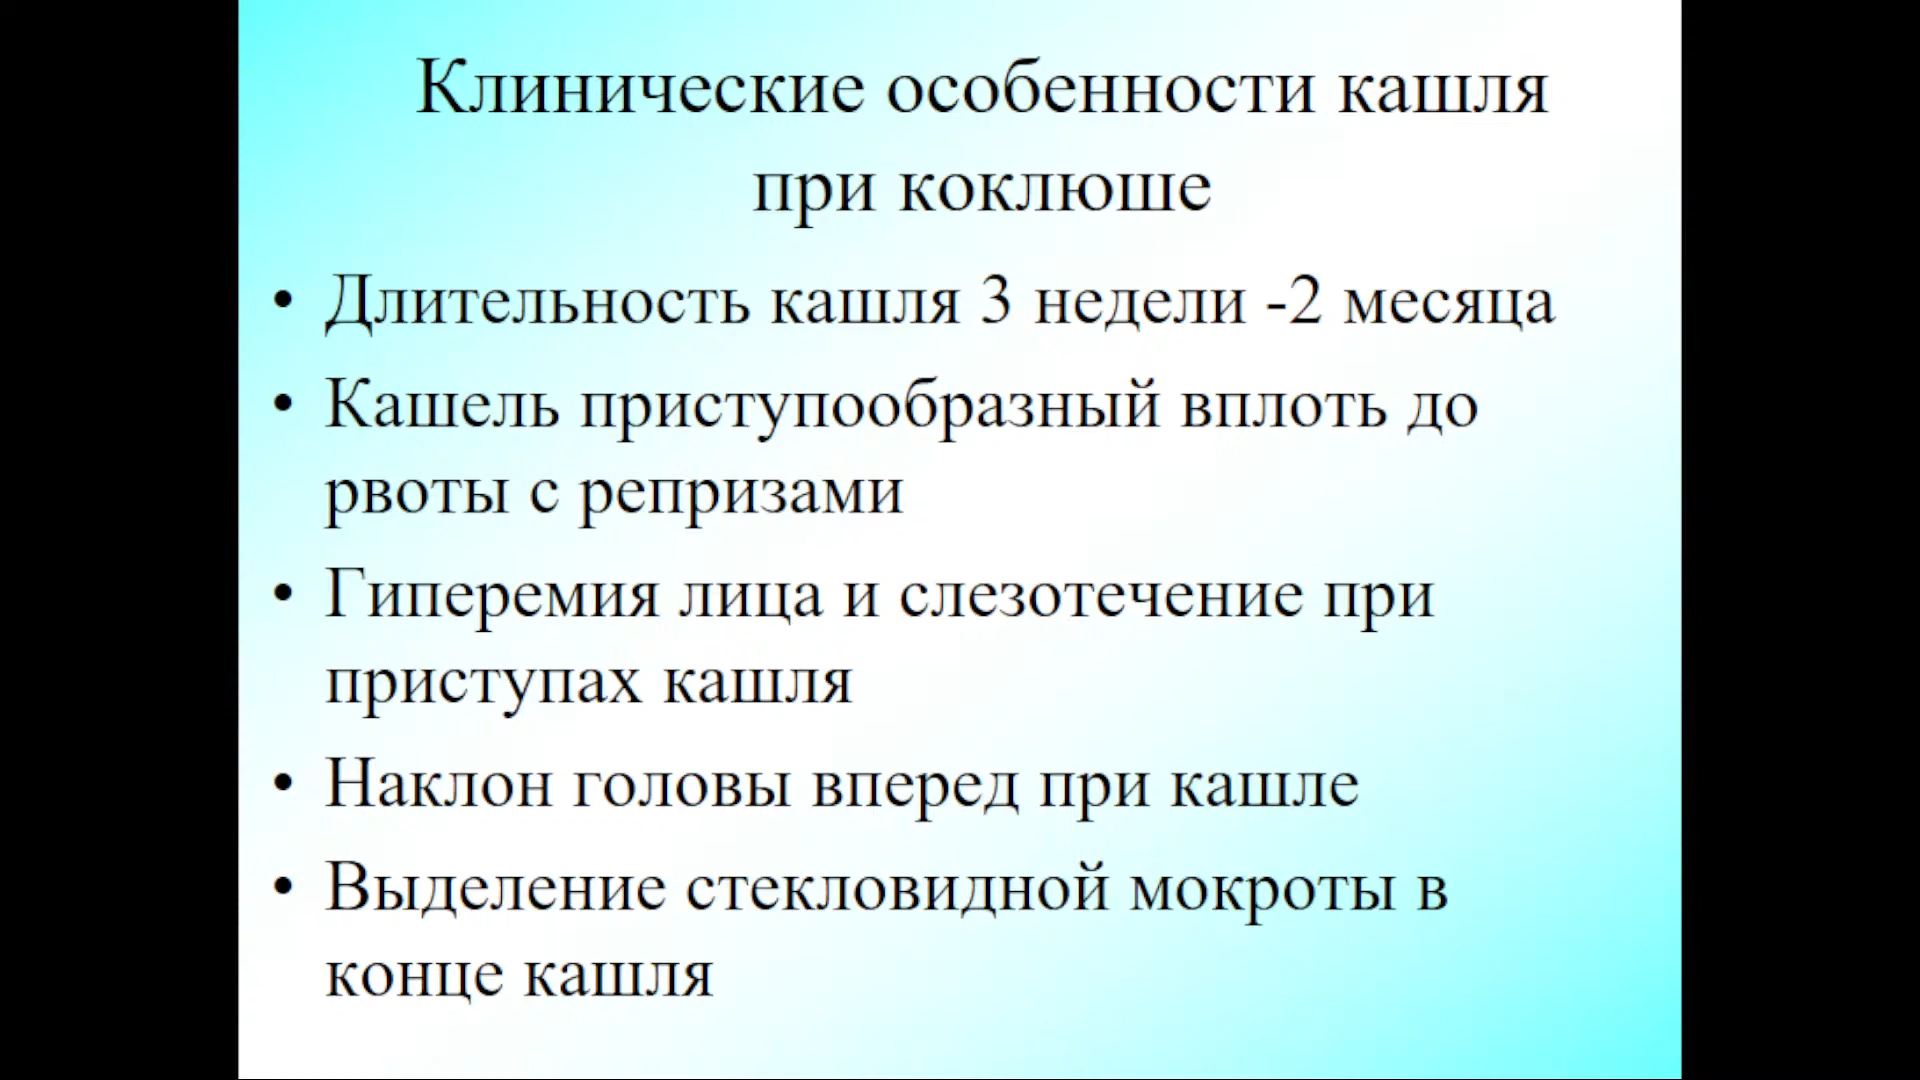 Клинические особенности кашля
при коклюше
• Длительность кашля 3 недели -2 месяца
• Кашель приступообразный вплоть до
рвоты с репризами
• Гиперемия лица и слезотечение при
приступах кашля
• Наклон головы вперед при кашле
• Выделение стекловидной мокроты в
конце кашля